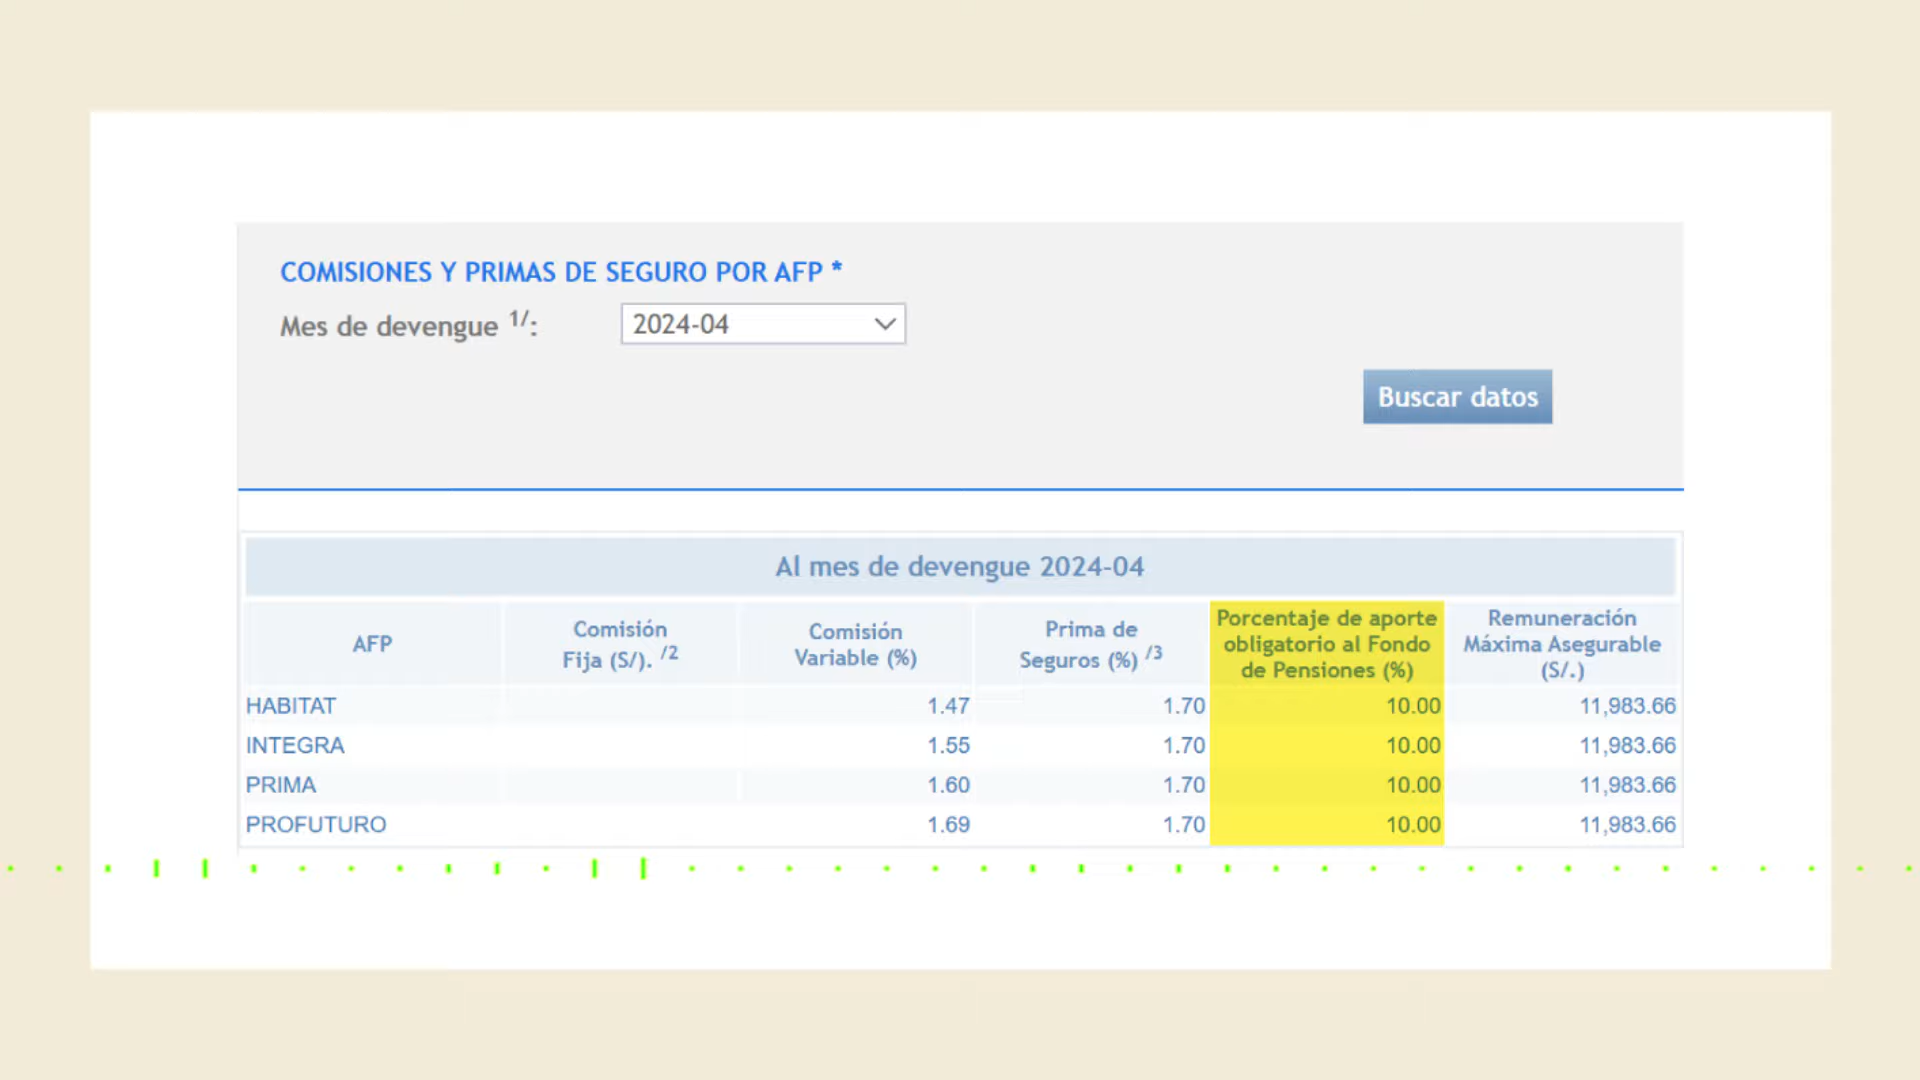 COMISIONES Y PRIMAS DE SEGURO POR AFP *
Mes de devengue 1/:
2024-04
Buscar datos
Al mes de devengue 2024-04
AFP
Comisión
Fija (S/). /2
Comisión
Variable (%)
Prima de
Seguros (%) /3
Porcentaje de aporte
obligatorio al Fondo
de Pensiones (%)
Remuneración
Máxima Asegurable
(S/.)
HABITAT 1.47 1.70 10.00 11,983.66
INTEGRA 1.55 1.70 10.00 11,983.66
PRIMA 1.60 1.70 10.00 11,983.66
PROFUTURO 1.69 1.70 10.00 11,983.66